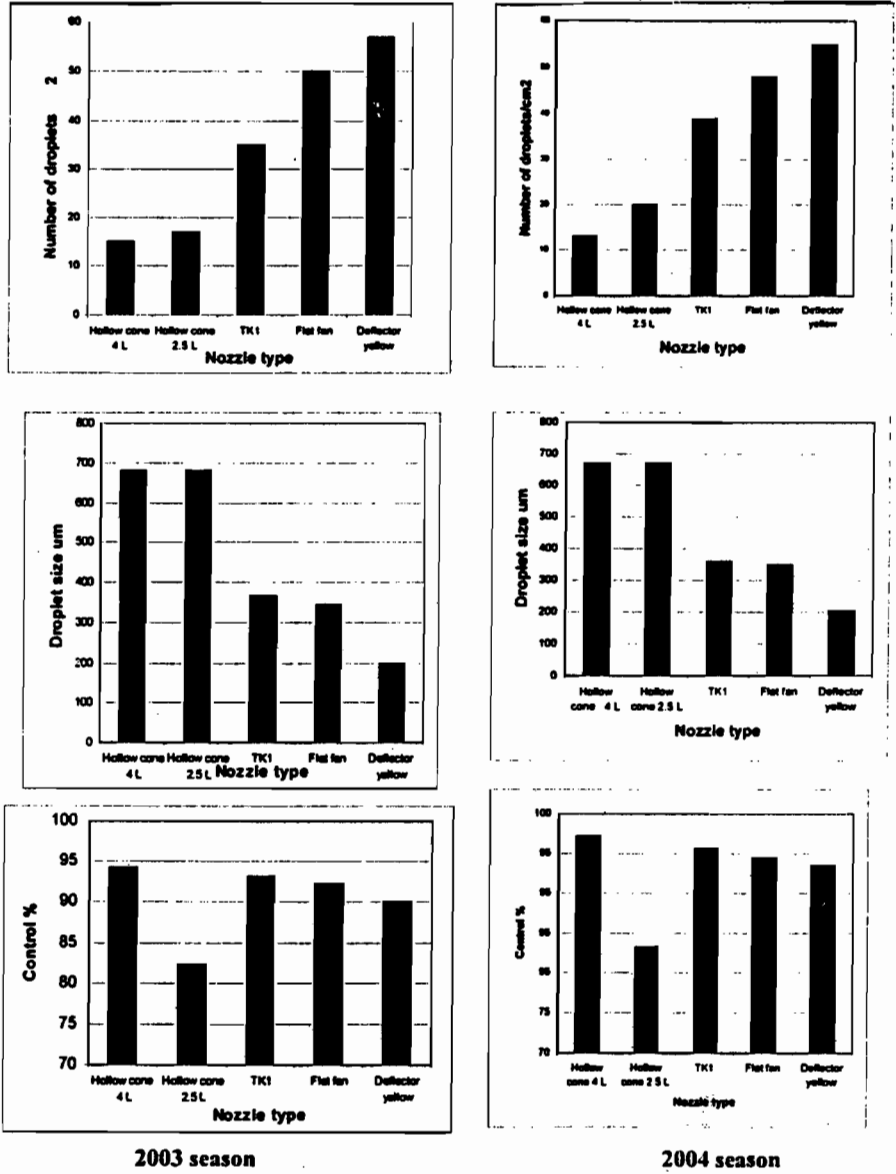 60
50
40
30
20
10
0
Number of droplets 2
Hollow cone Hollow cone TK1 Flat fan Deflector
4 L 2.5 L yellow
Nozzle type
Number of droplets/cm2
10
Hollow cone Hollow cone TK1 Flat fan Deflector
4 L 2.5 L yellow
Nozzle type
800
700
600
500
400
300
200
100
0
Droplet size um
Hollow cone Hollow cone TK1 Flat fan Deflector
4 L 2.5 L yellow
Nozzle type
800
700
600
500
400
300
200
100
0
Droplet size um
Hollow Hollow TK1 Flat fan Deflector
cone 4 L cone 2.5 L yellow
Nozzle type
100
95
90
85
80
75
70
Control %
Hollow cone Hollow cone TK1 Flat fan Deflector
4 L 2.5 L yellow
Nozzle type
100
95
75
70
Control %
Hollow Hollow TK1 Flat fan Deflector
cone 4 L cone 2 5 L yellow
Nozzle type
2003 season
2004 season